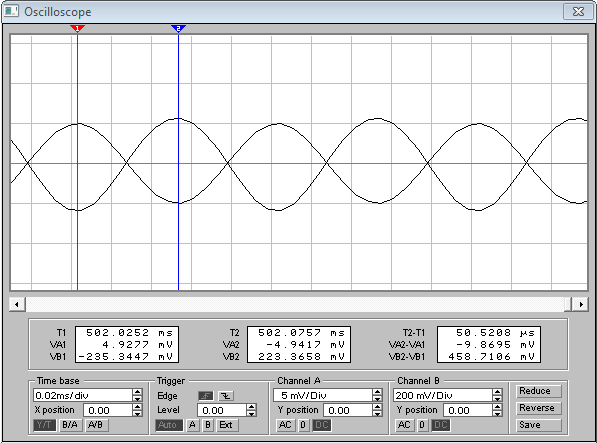 Oscilloscope
1 2
T1 502.0252 ms T2 502.0757 ms T2-T1 50.5208 µs
VA1 4.9277 mV VA2 -4.9417 mV VA2-VA1 -9.8695 mV
VB1 -235.3447 mV VB2 223.3658 mV VB2-VB1 458.7106 mV
Time base Trigger Channel A Channel B Reduce
0.02ms/div Edge 5 mV/Div 200 mV/Div Reverse
X position 0.00 Level 0.00 Y position 0.00 Y position 0.00
Y/T B/A A/B Auto A B Ext AC 0 DC AC 0 DC Save